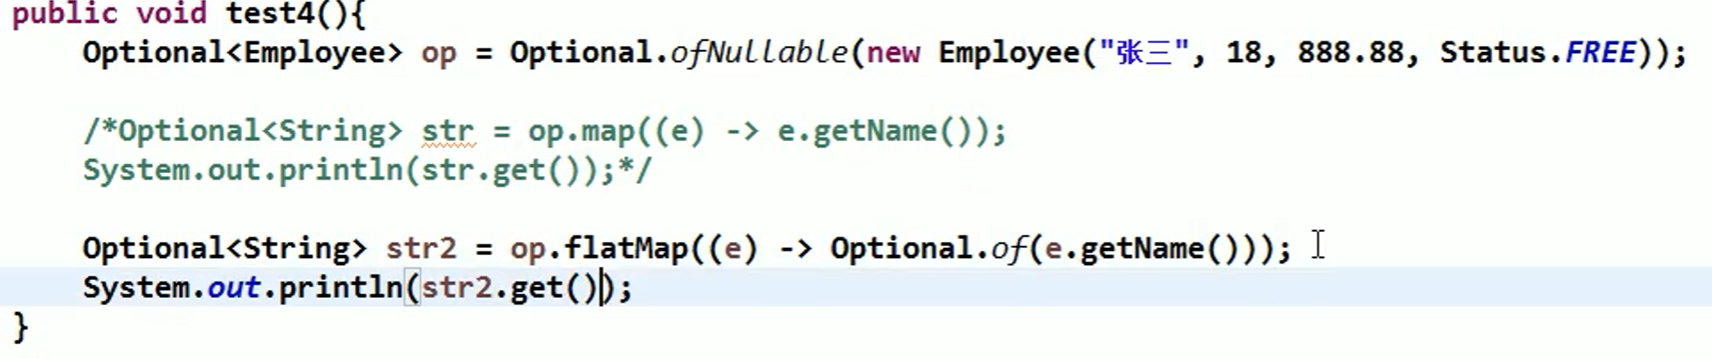 public void test4(){
Optional<Employee> op = Optional.ofNullable(new Employee("张三", 18, 888.88, Status.FREE));
/*Optional<String> str = op.map((e) -> e.getName());
System.out.println(str.get());*/
Optional<String> str2 = op.flatMap((e) -> Optional.of(e.getName()));
System.out.println(str2.get());
}